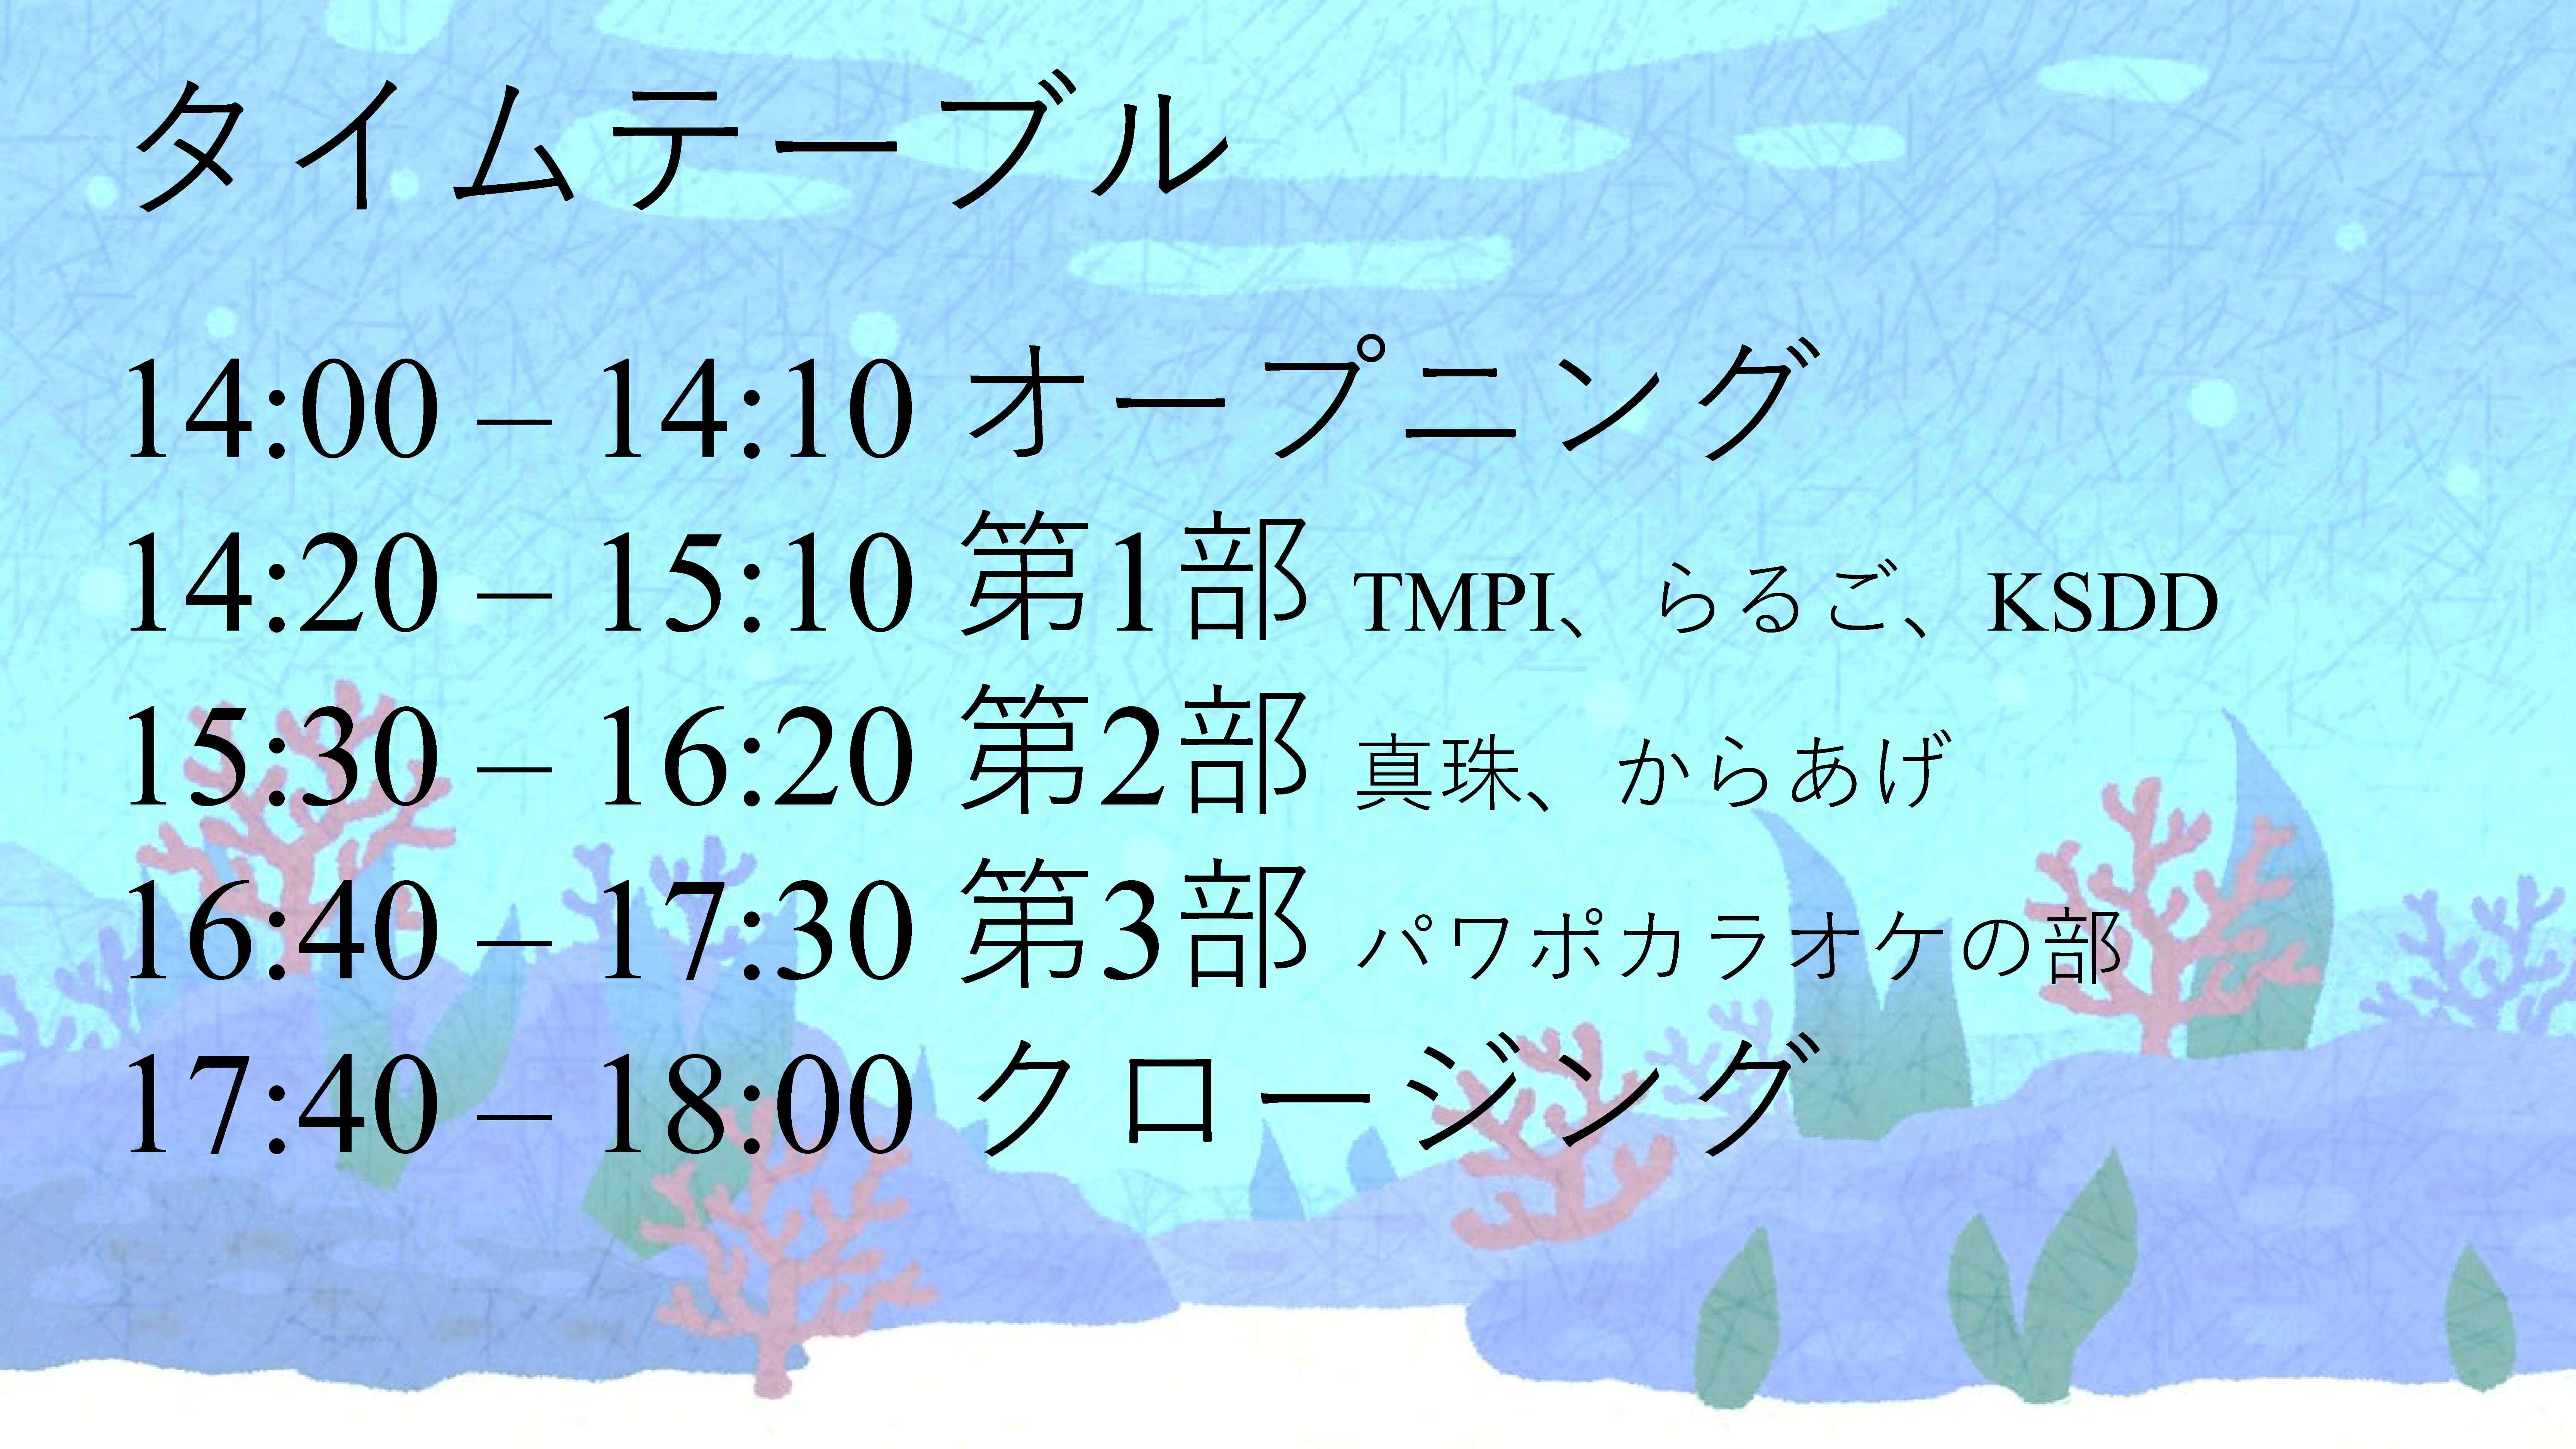 タイムテーブル
14:00 – 14:10 オープニング
14:20 – 15:10 第1部 TMPI、らるご、KSDD
15:30 – 16:20 第2部 真珠、からあげ
16:40 – 17:30 第3部 パワポカラオケの部
17:40 – 18:00 クロージング